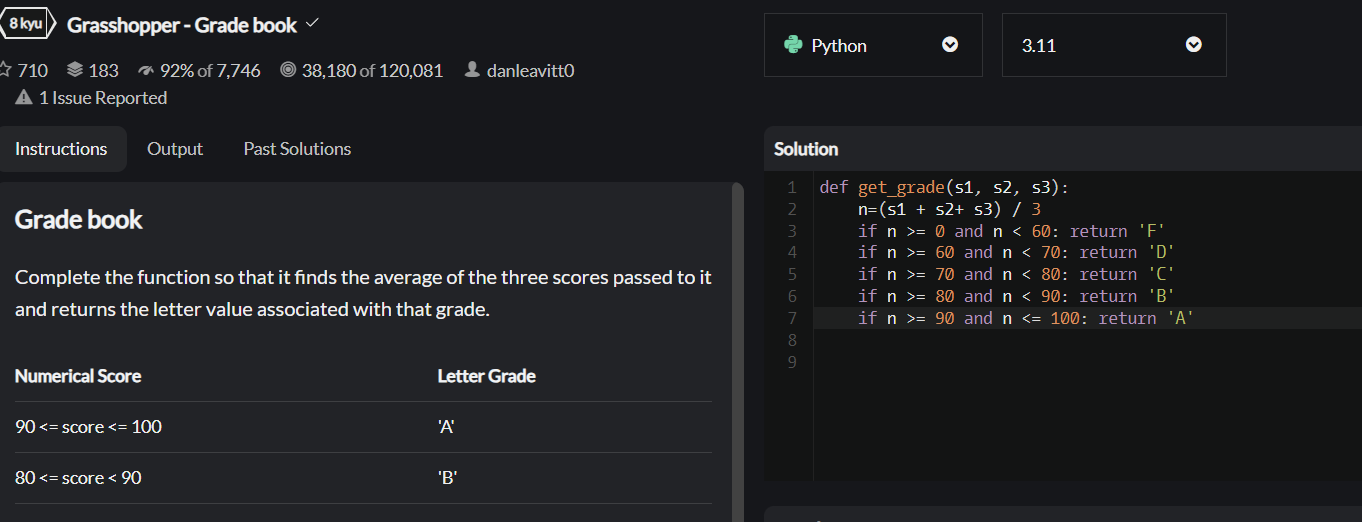 8 kyu Grasshopper - Grade book
710 183 92% of 7,746 38,180 of 120,081 danleavitt0
1 Issue Reported
Instructions Output Past Solutions
Grade book
Complete the function so that it finds the average of the three scores passed to it
and returns the letter value associated with that grade.
Numerical Score Letter Grade
90 <= score <= 100 'A'
80 <= score < 90 'B'
Python 3.11
Solution
1 def get_grade(s1, s2, s3):
2     n=(s1 + s2+ s3) / 3
3     if n >= 0 and n < 60: return 'F'
4     if n >= 60 and n < 70: return 'D'
5     if n >= 70 and n < 80: return 'C'
6     if n >= 80 and n < 90: return 'B'
7     if n >= 90 and n <= 100: return 'A'
8
9